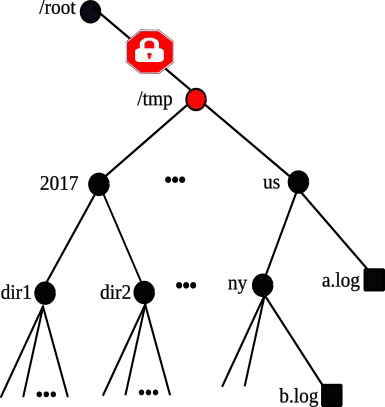 /root
/tmp
2017 ••• us
dir1 dir2 ••• ny a.log
••• ••• b.log